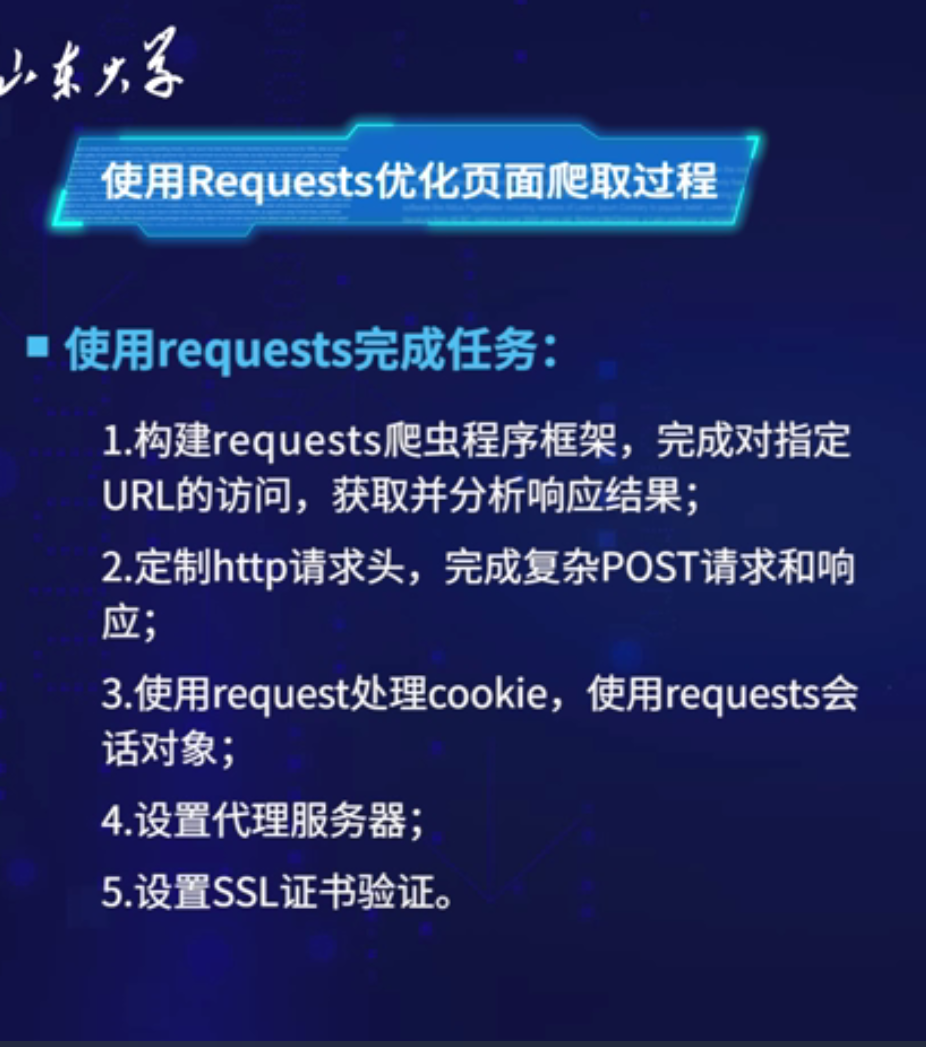 山东大学
使用Requests优化页面爬取过程
使用requests完成任务：
1.构建requests爬虫程序框架，完成对指定
URL的访问，获取并分析响应结果；
2.定制http请求头，完成复杂POST请求和响
应；
3.使用request处理cookie，使用requests会
话对象；
4.设置代理服务器；
5.设置SSL证书验证。